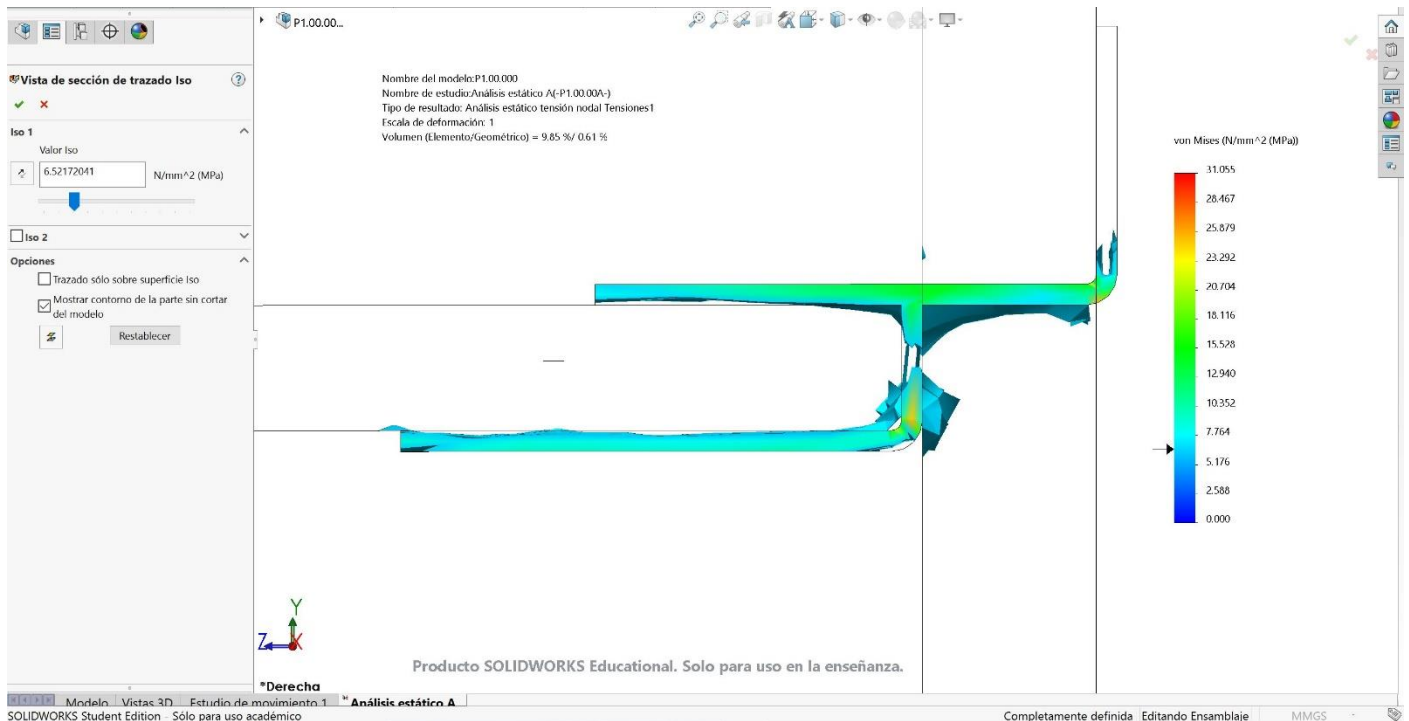 P1.00.00...
Vista de sección de trazado Iso
Iso 1
Valor Iso
6.52172041
N/mm^2 (MPa)
Iso 2
Opciones
Trazado sólo sobre superficie Iso
Mostrar contorno de la parte sin cortar
del modelo
Restablecer
Nombre del modelo:P1.00.000
Nombre de estudio:Análisis estático A(-P1.00.00A-)
Tipo de resultado: Análisis estático tensión nodal Tensiones1
Escala de deformación: 1
Volumen (Elemento/Geométrico) = 9.85 %/ 0.61 %
von Mises (N/mm^2 (MPa))
31.055
28.467
25.879
23.292
20.704
18.116
15.528
12.940
10.352
7.764
5.176
2.588
0.000
Y
Z
X
Producto SOLIDWORKS Educational. Solo para uso en la enseñanza.
*Derecha
Modelo Vistas 3D Estudio de movimiento 1 Análisis estático A
SOLIDWORKS Student Edition - Sólo para uso académico
Completamente definida Editando Ensamblaje MMGS -